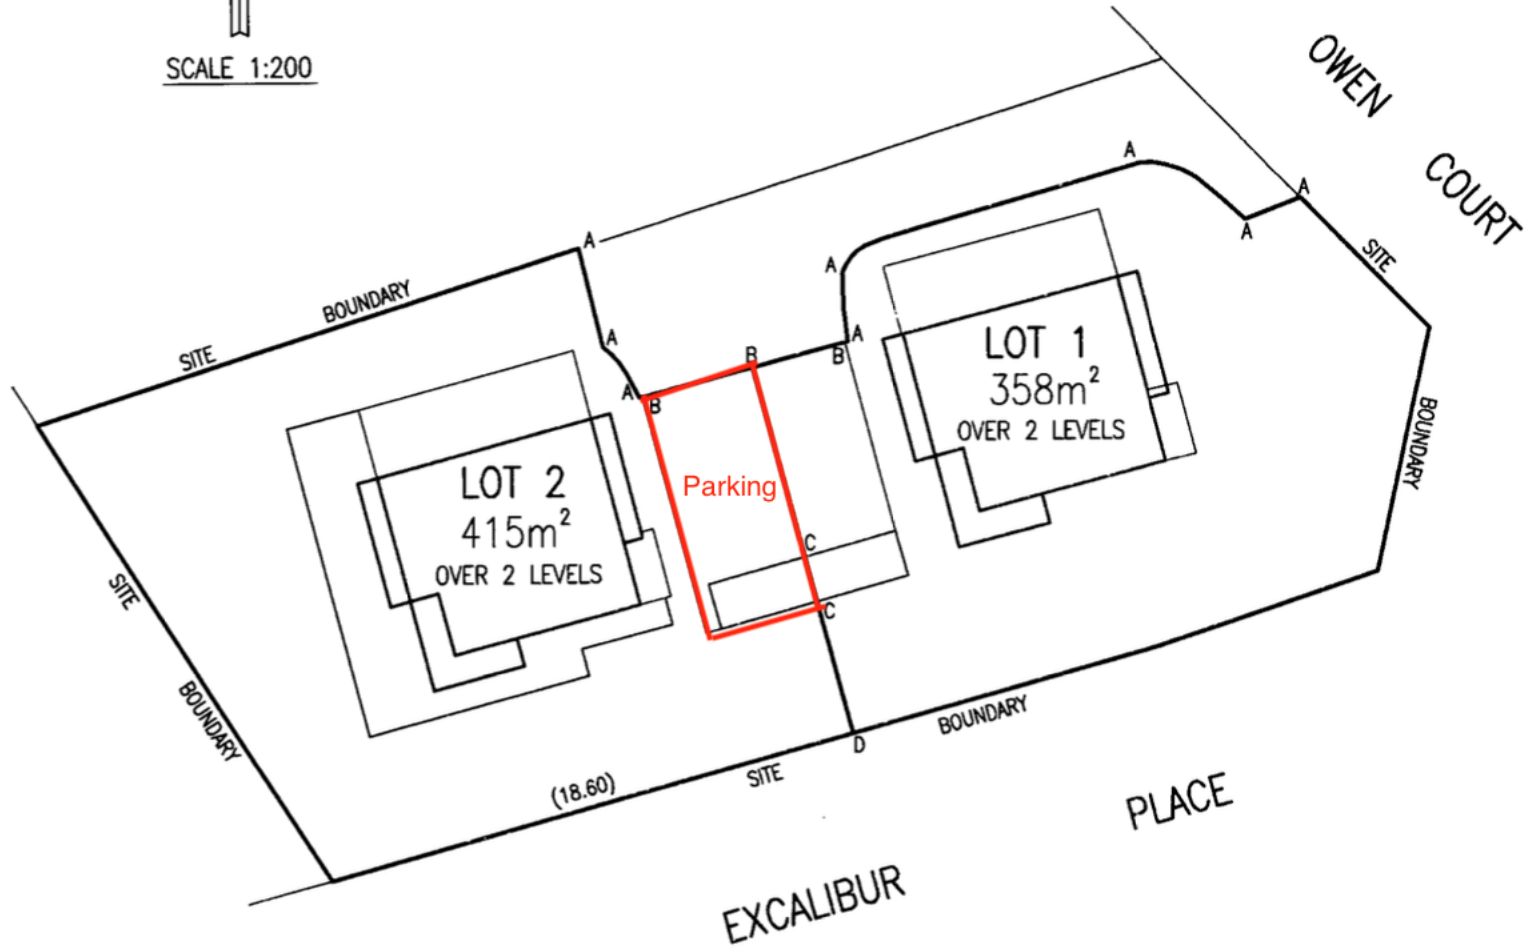 SCALE 1:200
OWEN
COURT
A
A
A
A
SITE
BOUNDARY
SITE
BOUNDARY
A
A
A
B
B
A
B
A
LOT 1
358m²
OVER 2 LEVELS
BOUNDARY
Parking
LOT 2
415m²
OVER 2 LEVELS
C
C
SITE
BOUNDARY
D
BOUNDARY
SITE
(18.60)
PLACE
EXCALIBUR